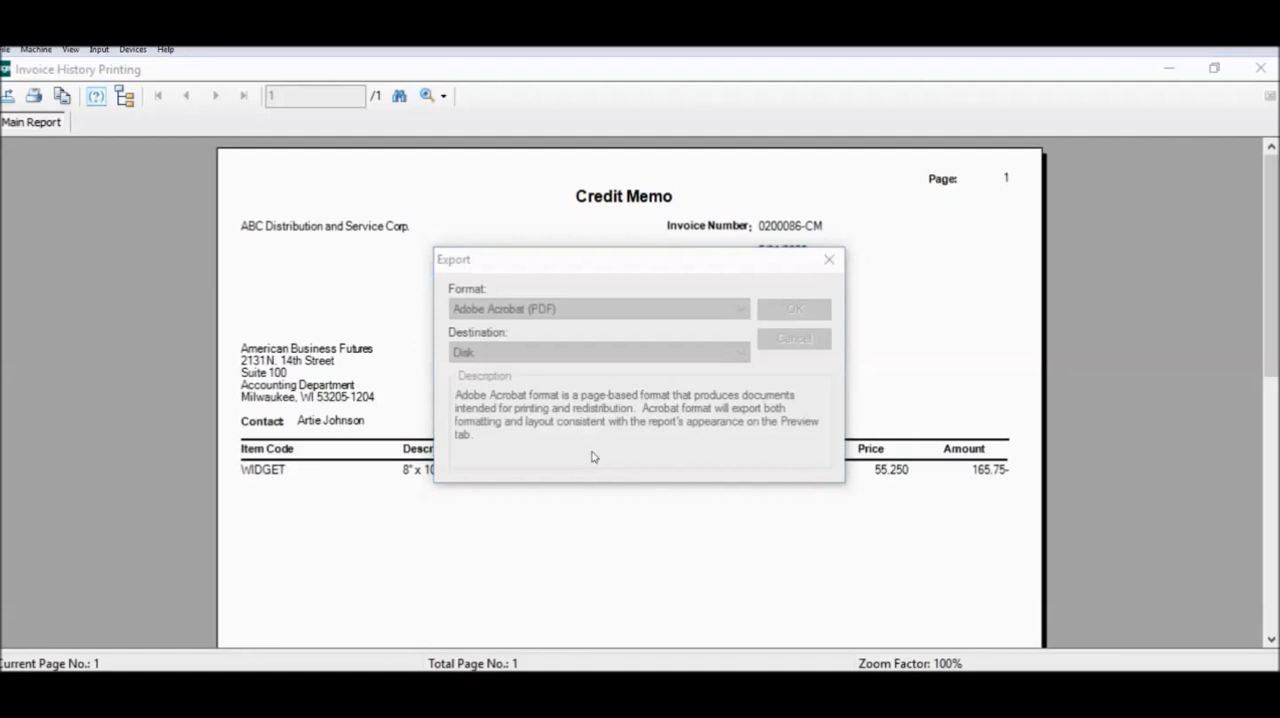 Machine View Input Devices Help
Invoice History Printing
1 /1
Main Report
Page: 1
Credit Memo
ABC Distribution and Service Corp.
Invoice Number: 0200086-CM
Export
Format:
Adobe Acrobat (PDF)
OK
Destination:
Cancel
Disk
Description
Adobe Acrobat format is a page-based format that produces documents
intended for printing and redistribution. Acrobat format will export both
formatting and layout consistent with the report's appearance on the Preview
tab.
American Business Futures
2131 N. 14th Street
Suite 100
Accounting Department
Milwaukee, WI 53205-1204
Contact: Artie Johnson
Item Code Descr Price Amount
WIDGET 8" x 10 55.250 165.75-
urrent Page No.: 1 Total Page No.: 1 Zoom Factor: 100%